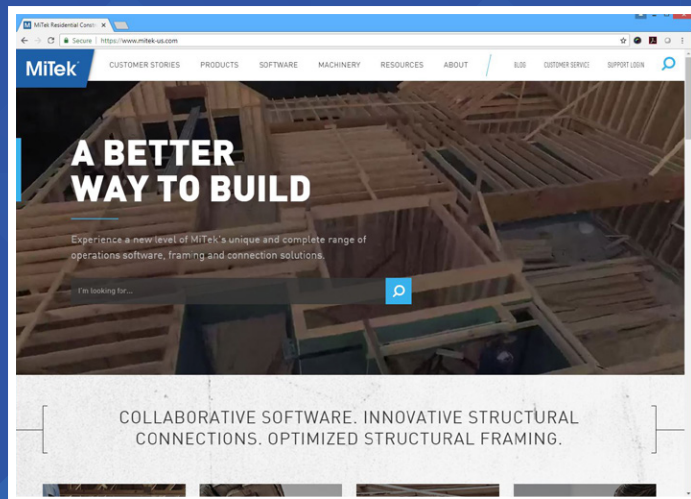 MiTek Residential Constr
Secure | https://www.mitek-us.com
MiTek
CUSTOMER STORIES PRODUCTS SOFTWARE MACHINERY RESOURCES ABOUT BLOG CUSTOMER SERVICE SUPPORT LOGIN
A BETTER
WAY TO BUILD
Experience a new level of MiTek's unique and complete range of
operations software, framing and connection solutions.
I'm looking for...
COLLABORATIVE SOFTWARE. INNOVATIVE STRUCTURAL
CONNECTIONS. OPTIMIZED STRUCTURAL FRAMING.